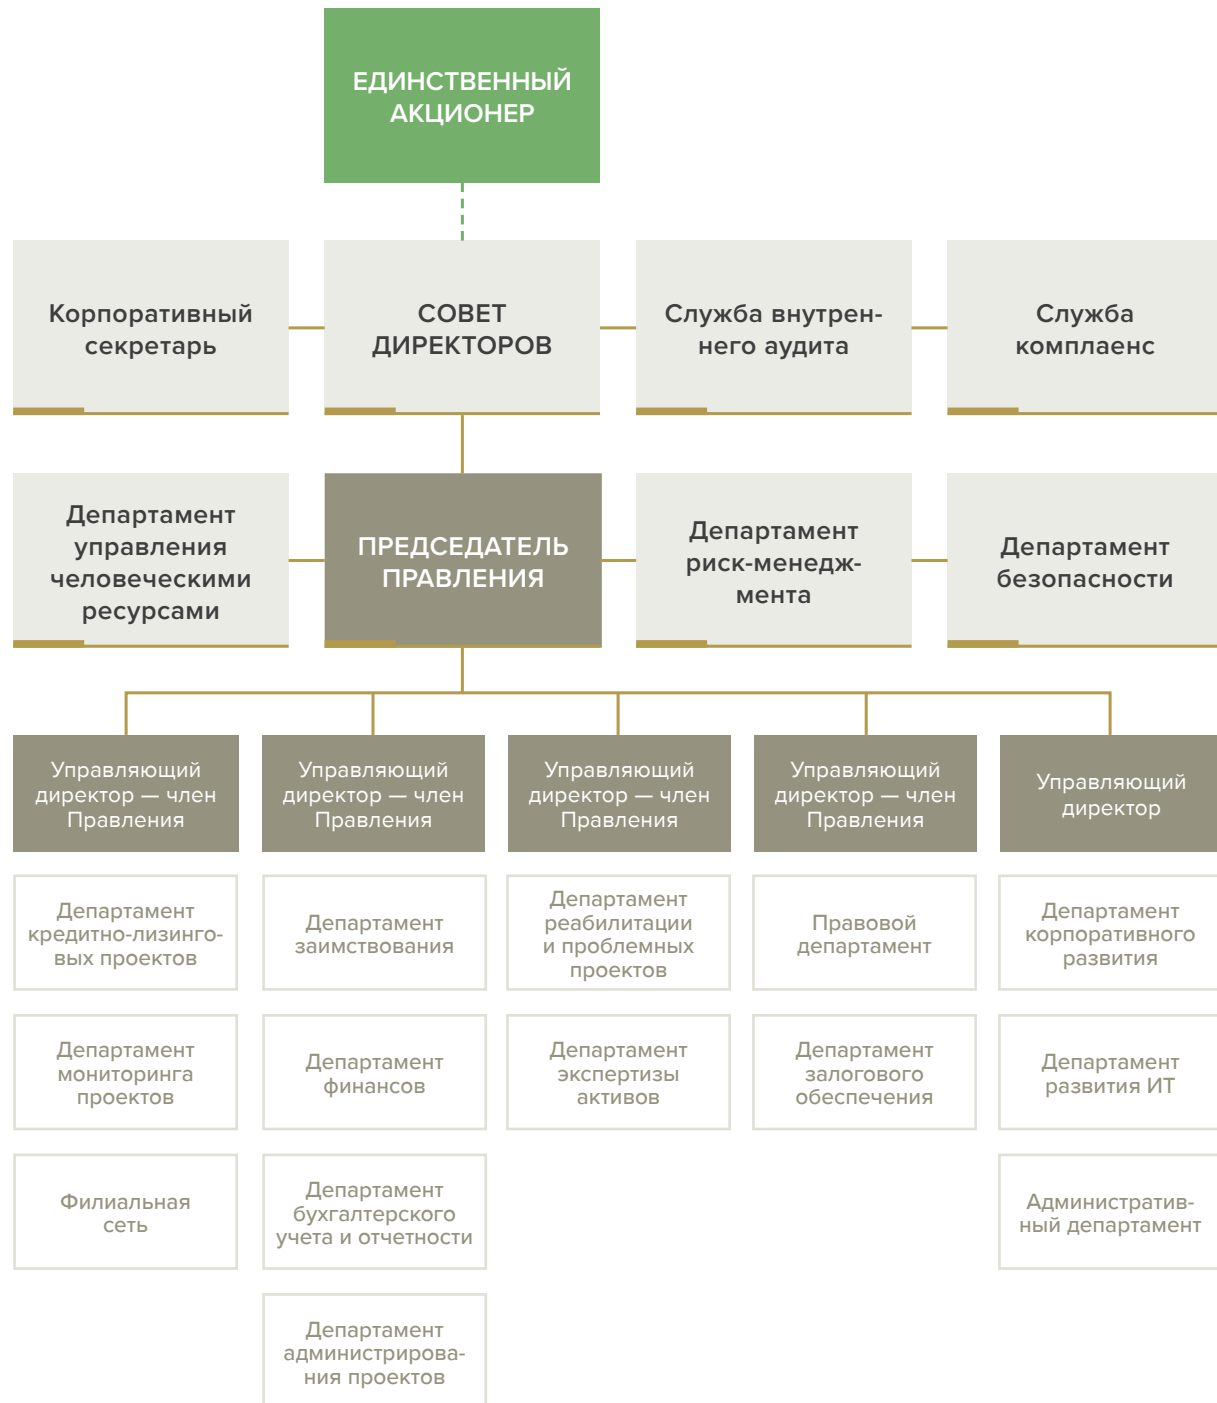 ЕДИНСТВЕННЫЙ
АКЦИОНЕР
Корпоративный
секретарь
СОВЕТ
ДИРЕКТОРОВ
Служба внутрен-
него аудита
Служба
комплаенс
Департамент
управления
человеческими
ресурсами
ПРЕДСЕДАТЕЛЬ
ПРАВЛЕНИЯ
Департамент
риск-менедж-
мента
Департамент
безопасности
Управляющий
директор — член
Правления
Управляющий
директор — член
Правления
Управляющий
директор — член
Правления
Управляющий
директор — член
Правления
Управляющий
директор
Департамент
кредитно-лизинго-
вых проектов
Департамент
заимствования
Департамент
реабилитации
и проблемных
проектов
Правовой
департамент
Департамент
корпоративного
развития
Департамент
мониторинга
проектов
Департамент
финансов
Департамент
экспертизы
активов
Департамент
залогового
обеспечения
Департамент
развития ИТ
Филиальная
сеть
Департамент
бухгалтерского
учета и отчетности
Административ-
ный департамент
Департамент
администрирова-
ния проектов